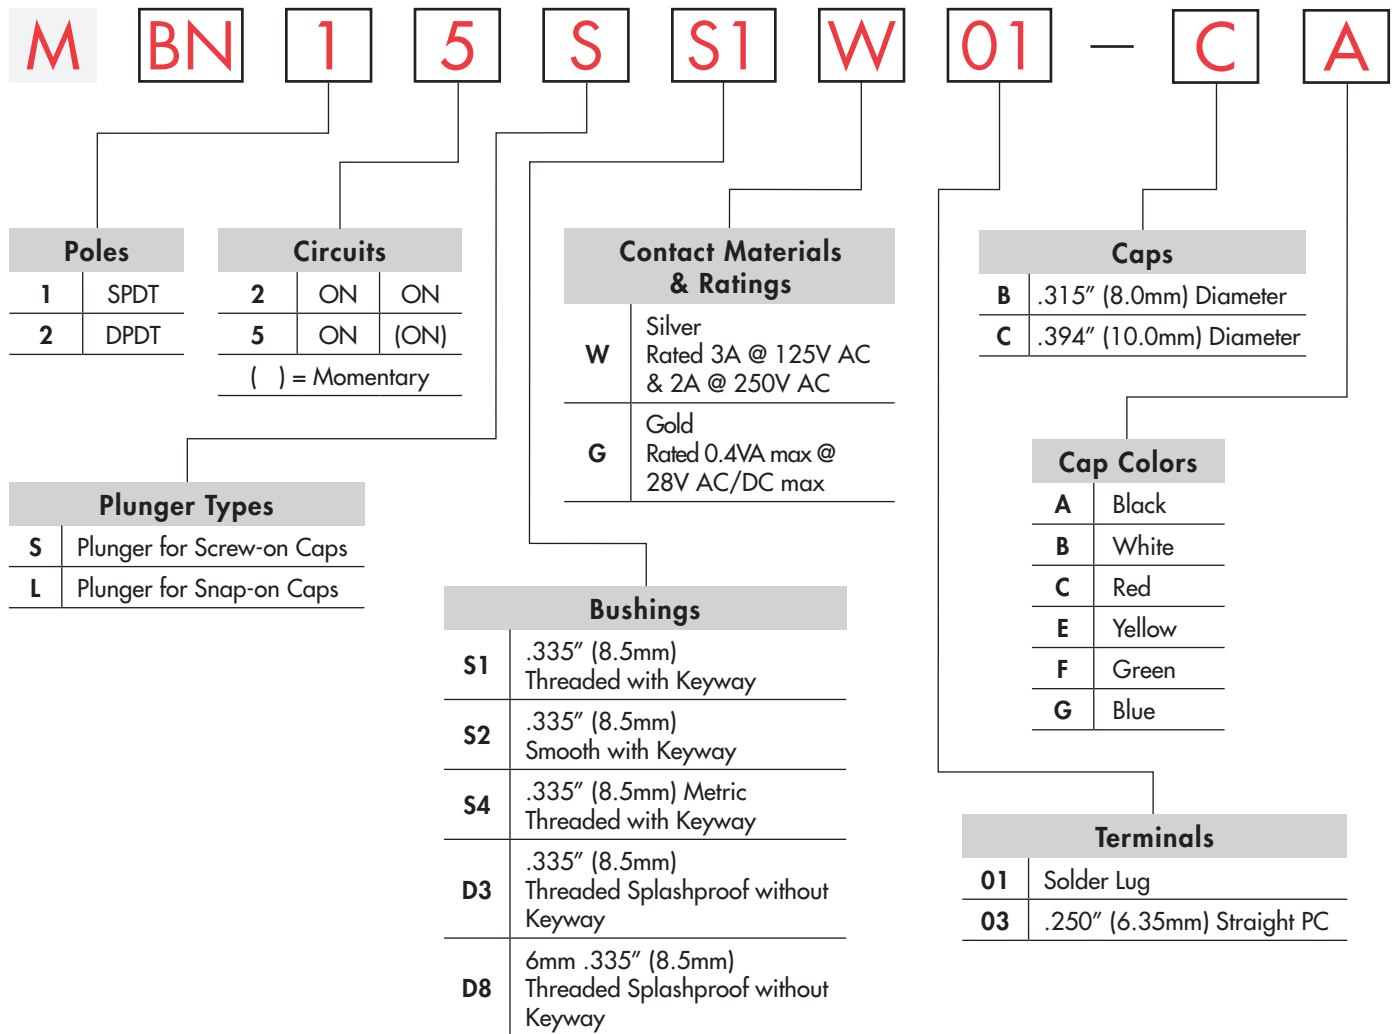 M BN 1 5 S S1 W 01 — C A
Poles
1 SPDT
2 DPDT
Circuits
2 ON ON
5 ON (ON)
( ) = Momentary
Plunger Types
S Plunger for Screw-on Caps
L Plunger for Snap-on Caps
Bushings
S1 .335" (8.5mm)
Threaded with Keyway
S2 .335" (8.5mm)
Smooth with Keyway
S4 .335" (8.5mm) Metric
Threaded with Keyway
D3 .335" (8.5mm)
Threaded Splashproof without
Keyway
D8 6mm .335" (8.5mm)
Threaded Splashproof without
Keyway
Contact Materials
& Ratings
W Silver
Rated 3A @ 125V AC
& 2A @ 250V AC
G Gold
Rated 0.4VA max @
28V AC/DC max
Caps
B .315" (8.0mm) Diameter
C .394" (10.0mm) Diameter
Cap Colors
A Black
B White
C Red
E Yellow
F Green
G Blue
Terminals
01 Solder Lug
03 .250" (6.35mm) Straight PC